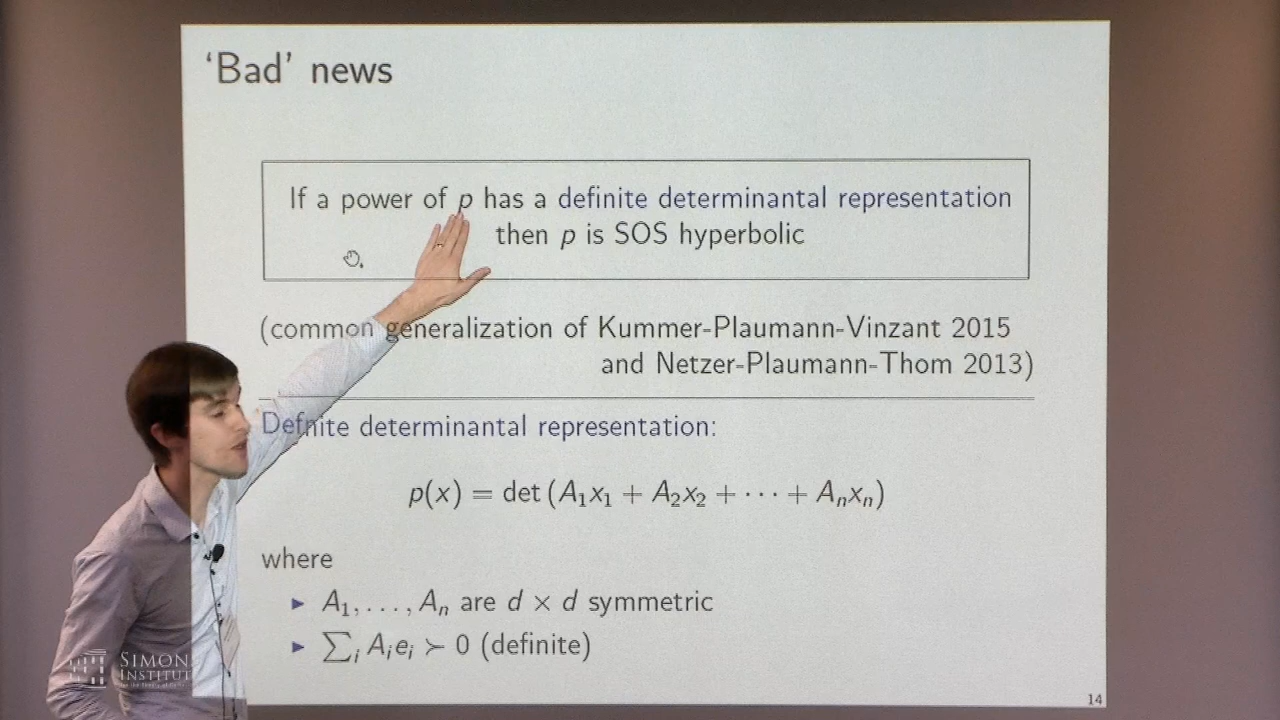 ‘Bad’ news
If a power of p has a definite determinantal representation
then p is SOS hyperbolic
(common generalization of Kummer-Plaumann-Vinzant 2015
and Netzer-Plaumann-Thom 2013)
Definite determinantal representation:
p(x) = det (A₁x₁ + A₂x₂ + ⋯ + Aₙxₙ)
where
▸ A₁, . . . , Aₙ are d × d symmetric
▸ ∑ᵢ Aᵢeᵢ ≻ 0 (definite)
SIMONS
INSTITUTE
14